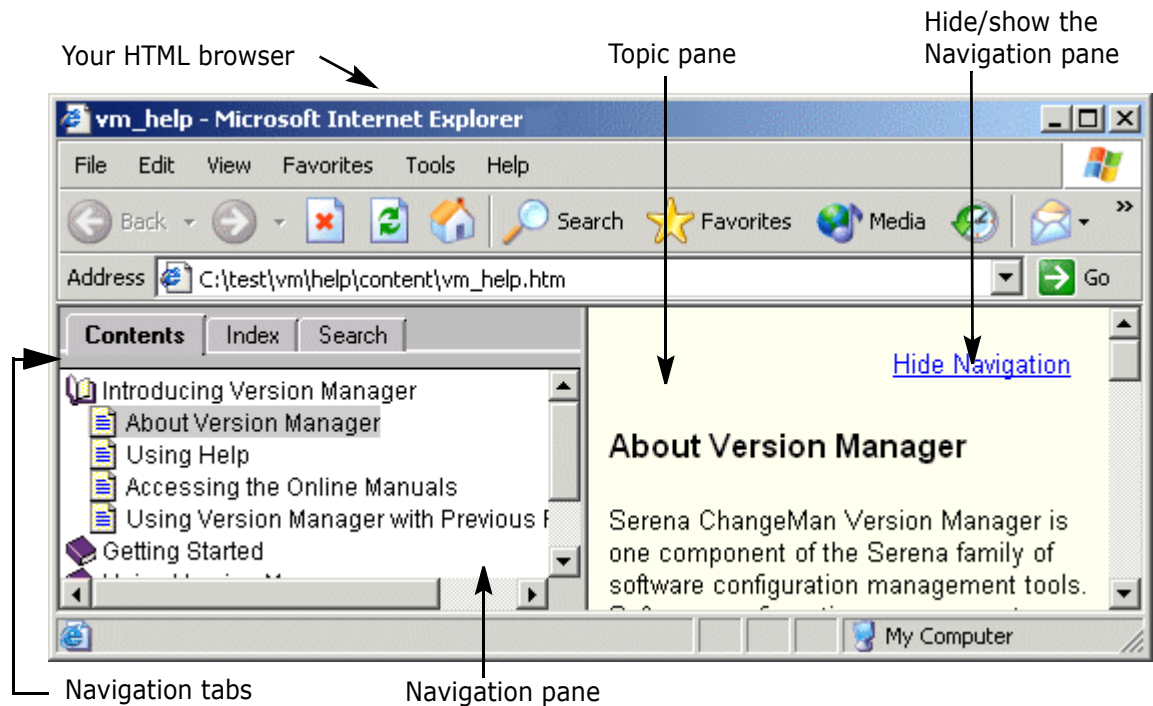 Hide/show the
Navigation pane
Your HTML browser
Topic pane
vm_help - Microsoft Internet Explorer
File Edit View Favorites Tools Help
Back Search Favorites Media »
Address C:\test\vm\help\content\vm_help.htm Go
Contents Index Search
Introducing Version Manager
About Version Manager
Using Help
Accessing the Online Manuals
Using Version Manager with Previous
Getting Started
Hide Navigation
About Version Manager
Serena ChangeMan Version Manager is
one component of the Serena family of
software configuration management tools.
My Computer
Navigation tabs
Navigation pane